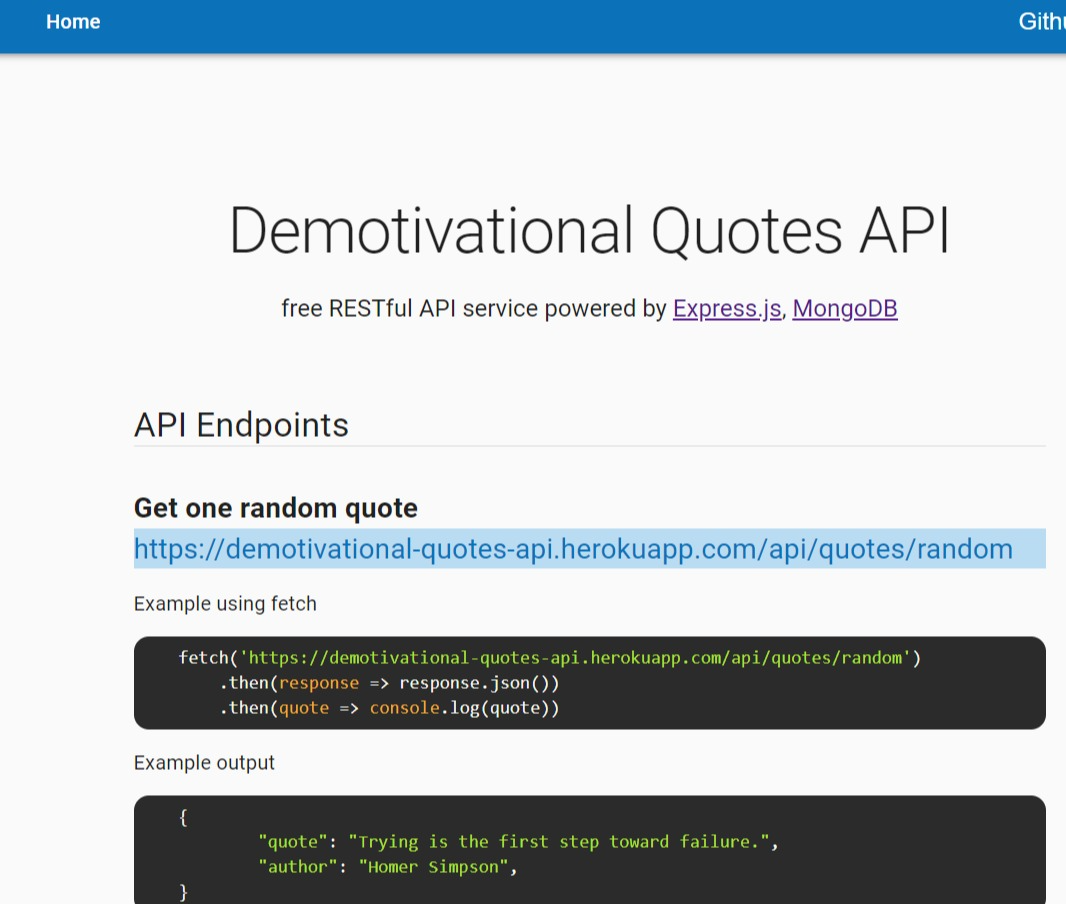 Home
Demotivational Quotes API
free RESTful API service powered by Express.js, MongoDB
API Endpoints
Get one random quote
https://demotivational-quotes-api.herokuapp.com/api/quotes/random
Example using fetch
fetch('https://demotivational-quotes-api.herokuapp.com/api/quotes/random')
.then(response => response.json())
.then(quote => console.log(quote))
Example output
{
"quote": "Trying is the first step toward failure.",
"author": "Homer Simpson",
}